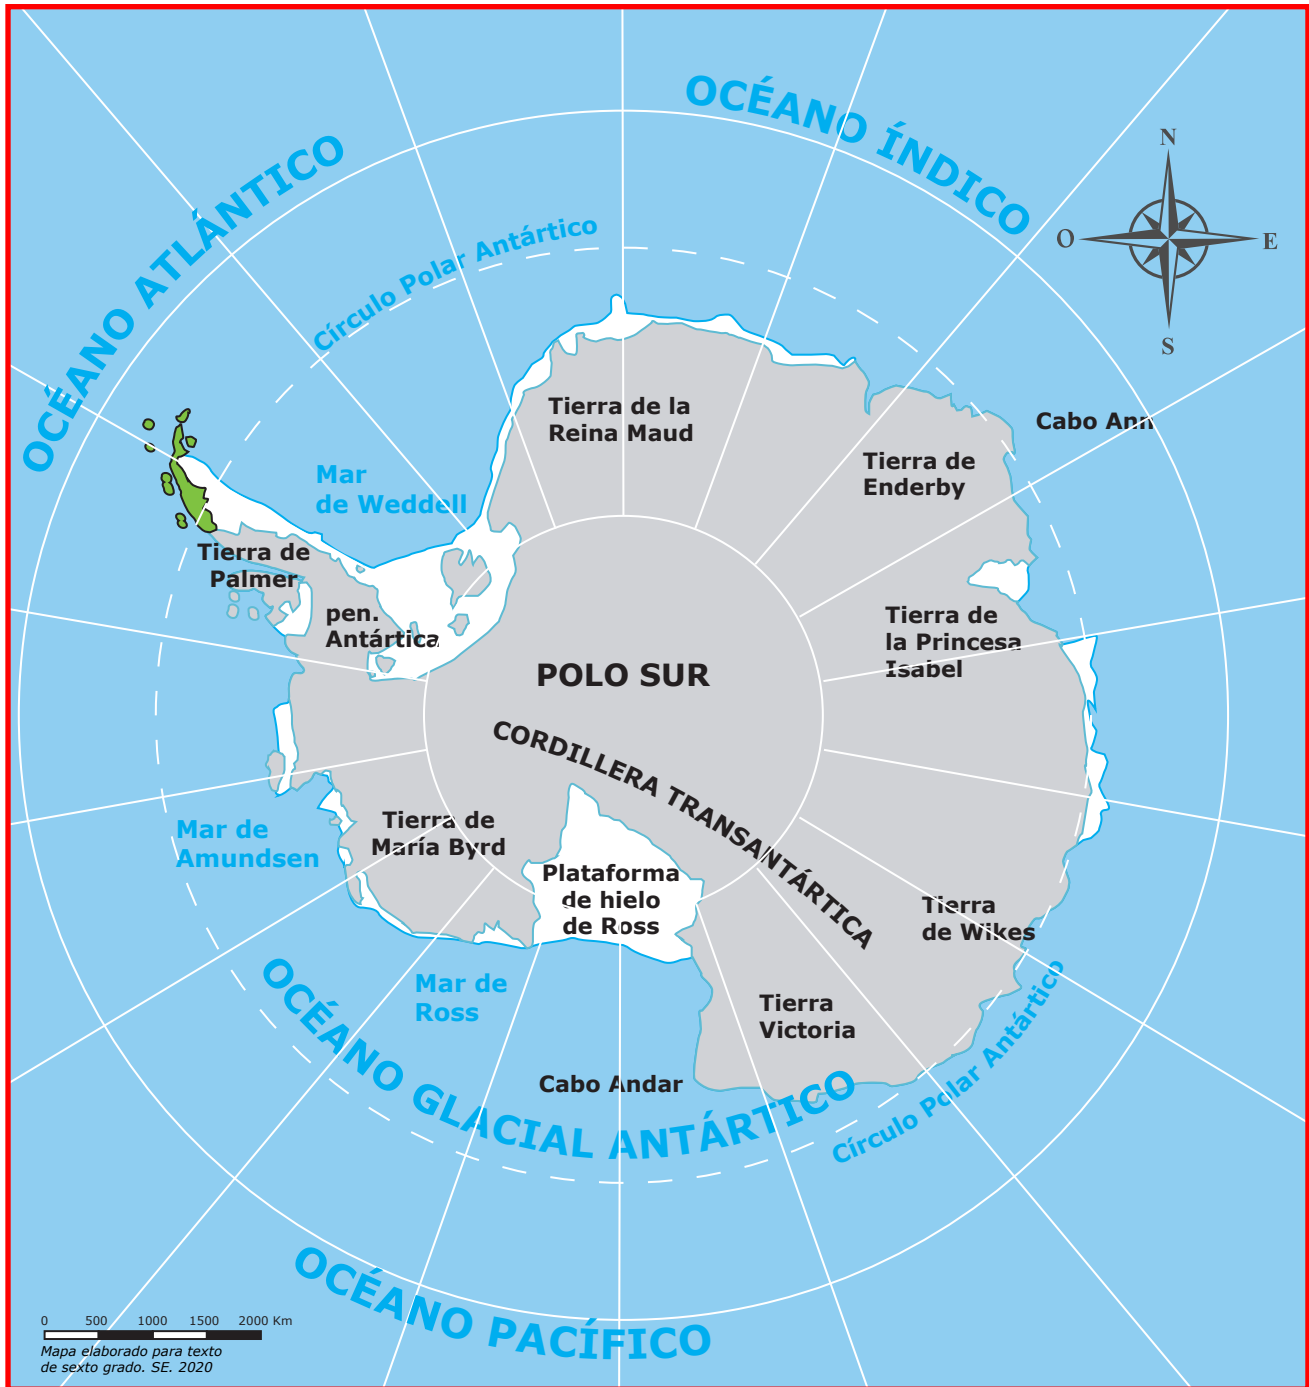 OCÉANO ÍNDICO
OCÉANO ATLÁNTICO
N
O
E
S
Círculo Polar Antártico
Tierra de la
Reina Maud
Cabo Ann
Tierra de
Enderby
Mar
de Weddell
Tierra de
Palmer
pen.
Antártica
Tierra de
la Princesa
Isabel
POLO SUR
CORDILLERA TRANSANTÁRTICA
Mar de
Amundsen
Tierra de
María Byrd
Plataforma
de hielo
de Ross
Tierra
de Wikes
Mar de
Ross
Tierra
Victoria
Cabo Andar
OCÉANO GLACIAL ANTÁRTICO
Círculo Polar Antártico
OCÉANO PACÍFICO
0 500 1000 1500 2000 Km
Mapa elaborado para texto
de sexto grado. SE. 2020